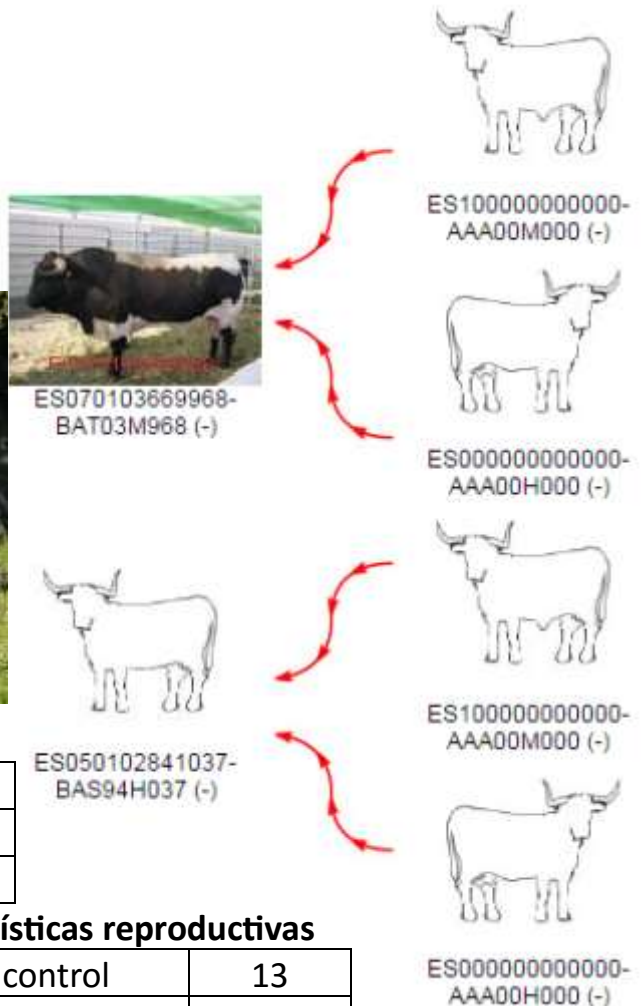 ES100000000000-
AAA00M000 (-)
ES070103669968-
BAT03M968 (-)
ES000000000000-
AAA00H000 (-)
ES100000000000-
AAA00M000 (-)
ES050102841037-
BAS94H037 (-)
ísticas reproductivas
control 13
ES000000000000-
AAA00H000 (-)